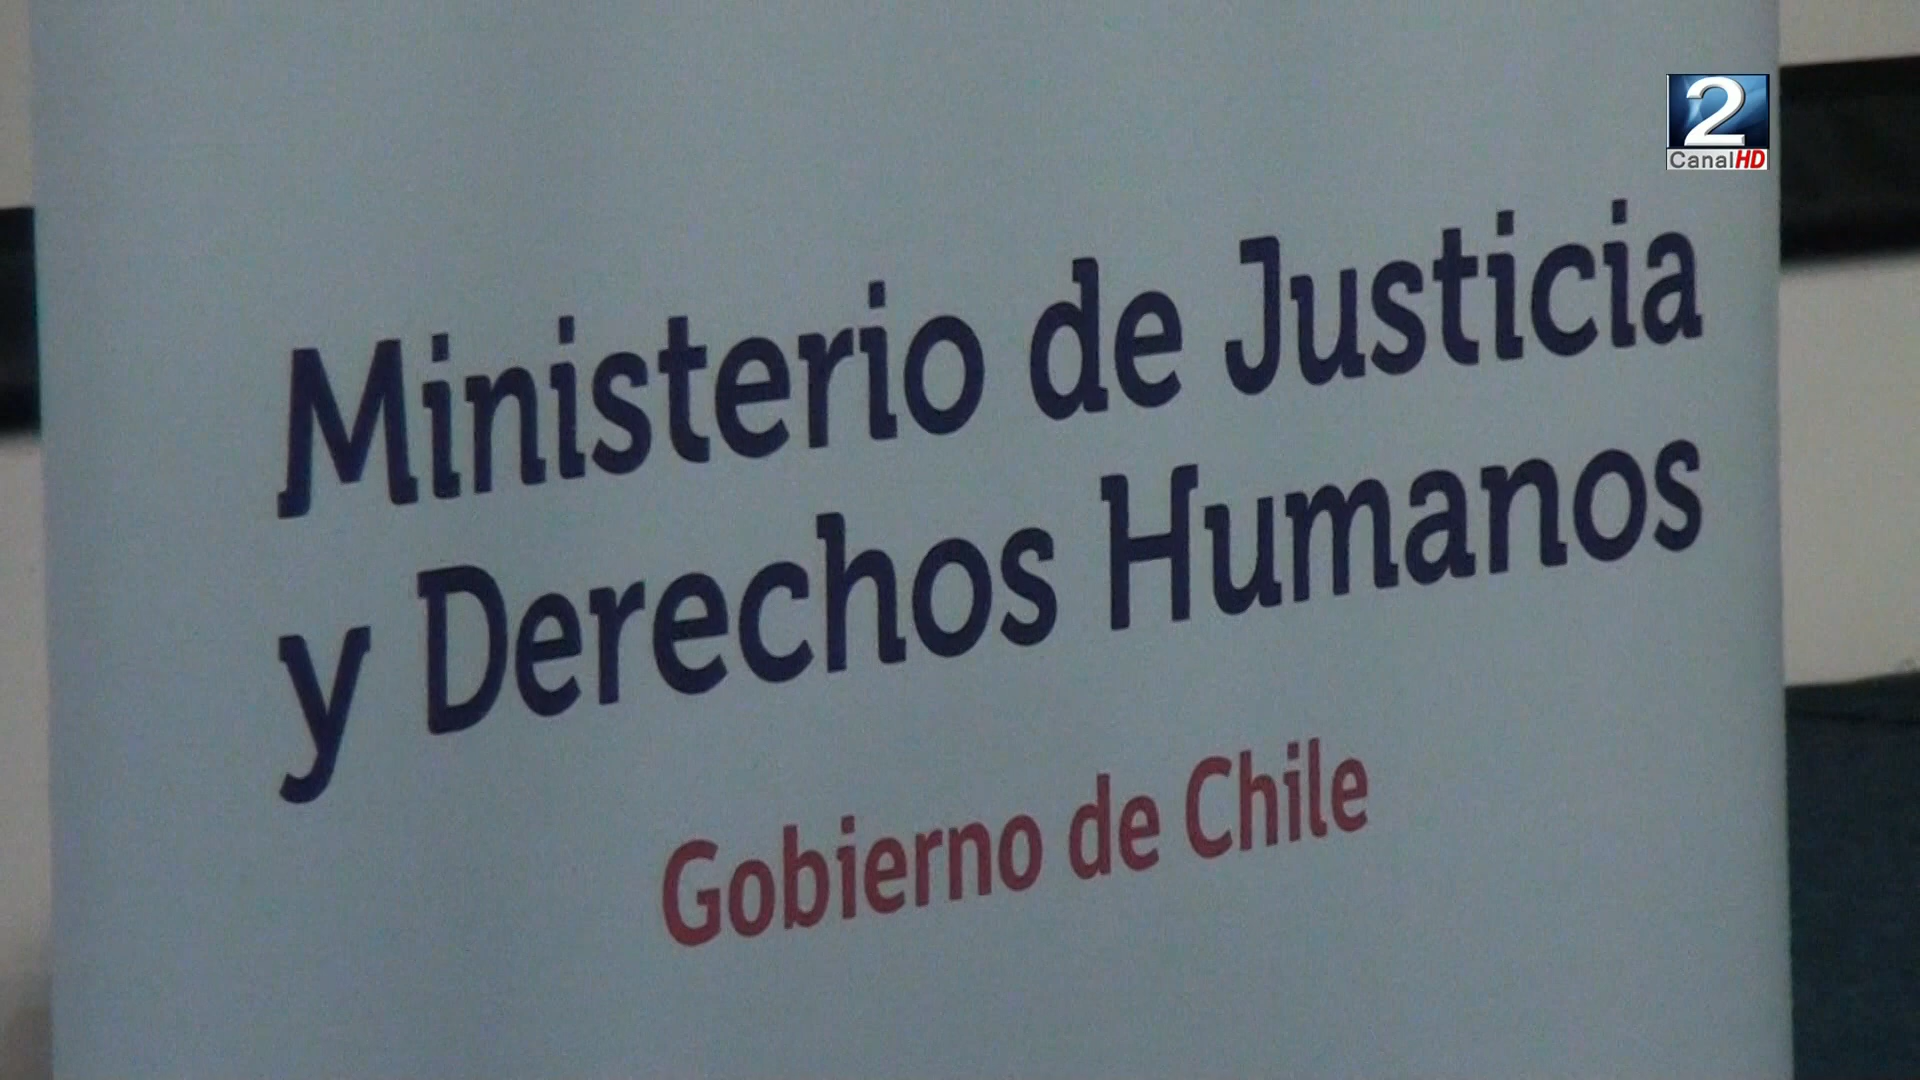 2
CanalHD
Ministerio de Justicia
y Derechos Humanos
Gobierno de Chile